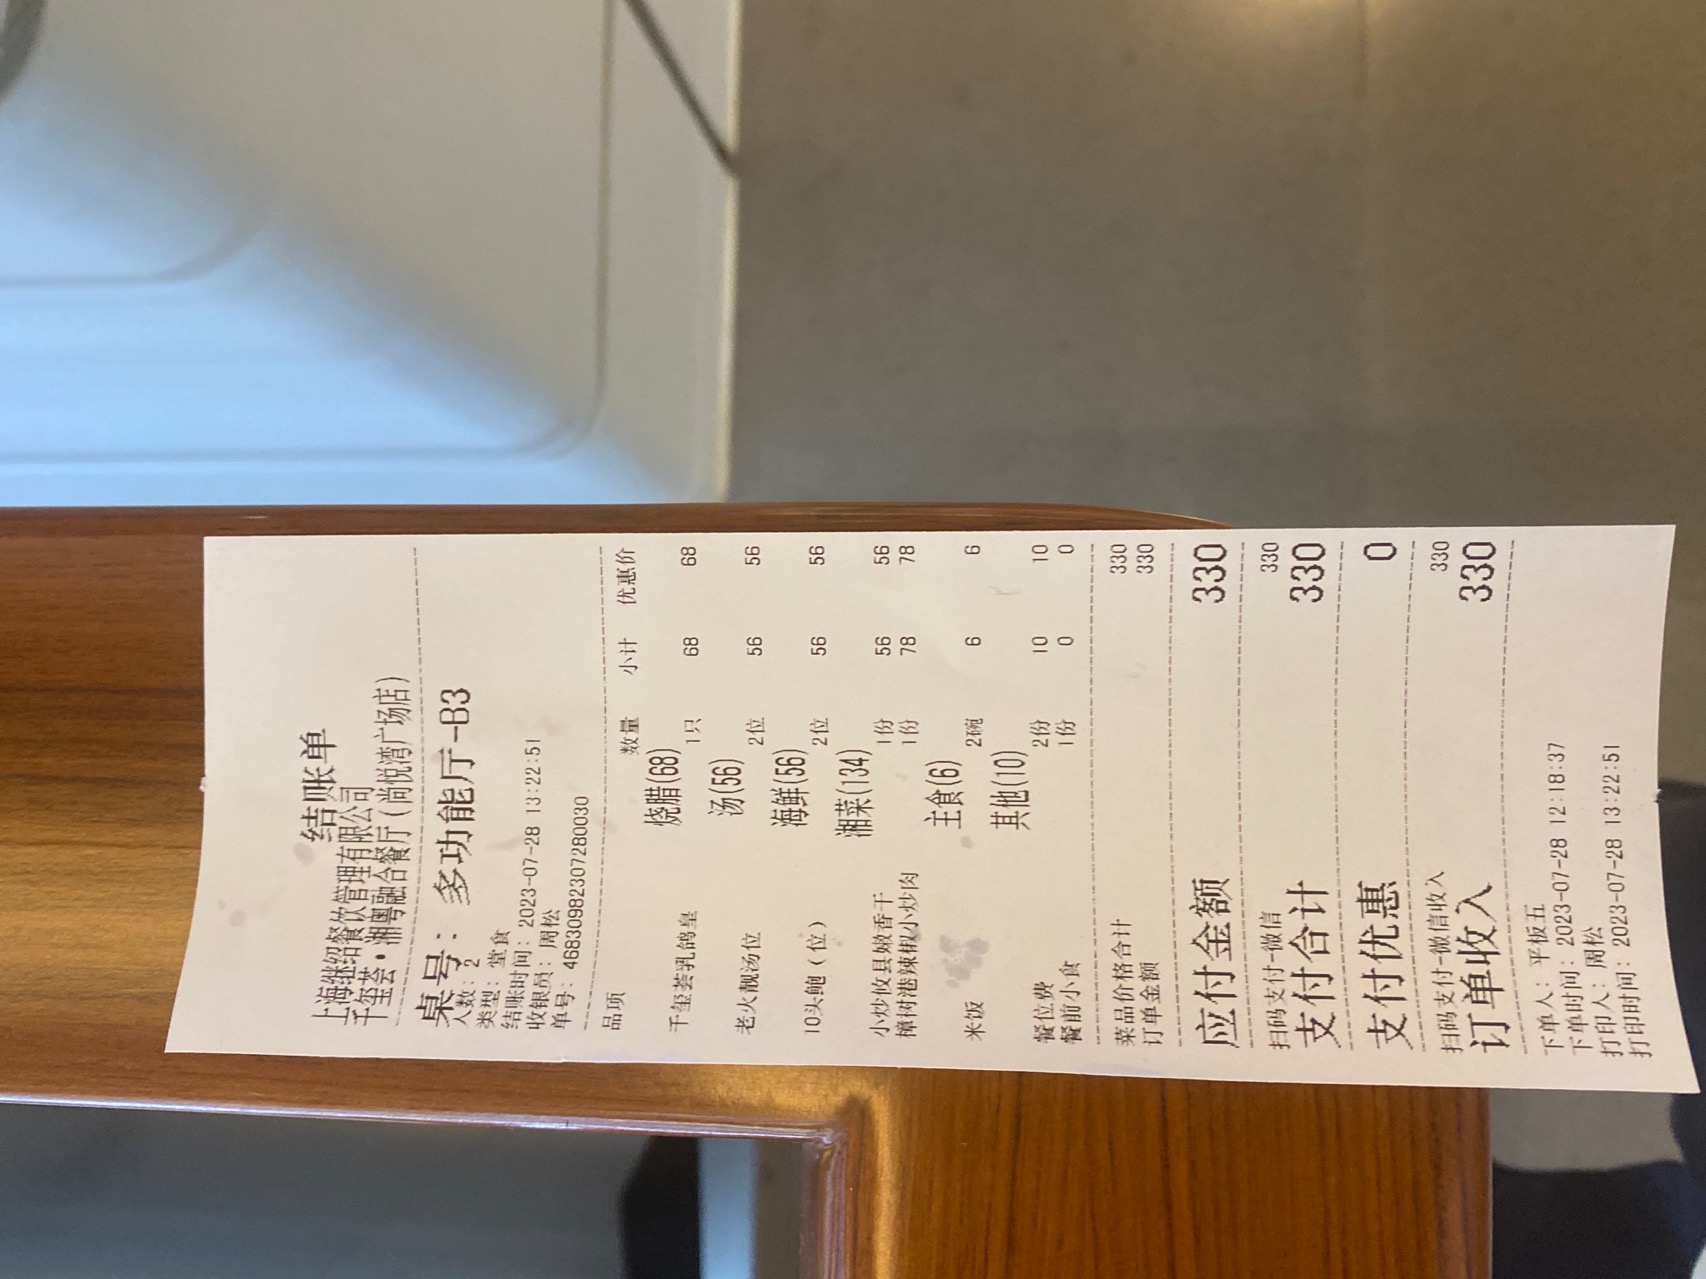 结账单
上海继绍餐饮管理有限公司
千玺荟·湘粤融合餐厅(尚悦湾广场店)
桌号：多功能厅-B3
人数：2
类型：堂食
结账时间：2023-07-28 13:22:51
收银员：周松
单号：468309823072800​30
品项 数量 小计 优惠价
烧腊(68)
千玺荟乳鸽皇 1只 68 68
汤(56)
老火靓汤位 2位 56 56
海鲜(56)
10头鲍(位) 2位 56 56
湘菜(134)
小炒攸县嫩香干 1份 56 56
樟树港辣椒小炒肉 1份 78 78
主食(6)
米饭 2碗 6 6
其他(10)
餐位费 2份 10 10
餐前小食 1份 0 0
菜品价格合计 330
订单金额 330
应付金额 330
扫码支付-微信 330
支付合计 330
支付优惠 0
扫码支付-微信收入 330
订单收入 330
下单人：平板五
下单时间：2023-07-28 12:18:37
打印人：周松
打印时间：2023-07-28 13:22:51